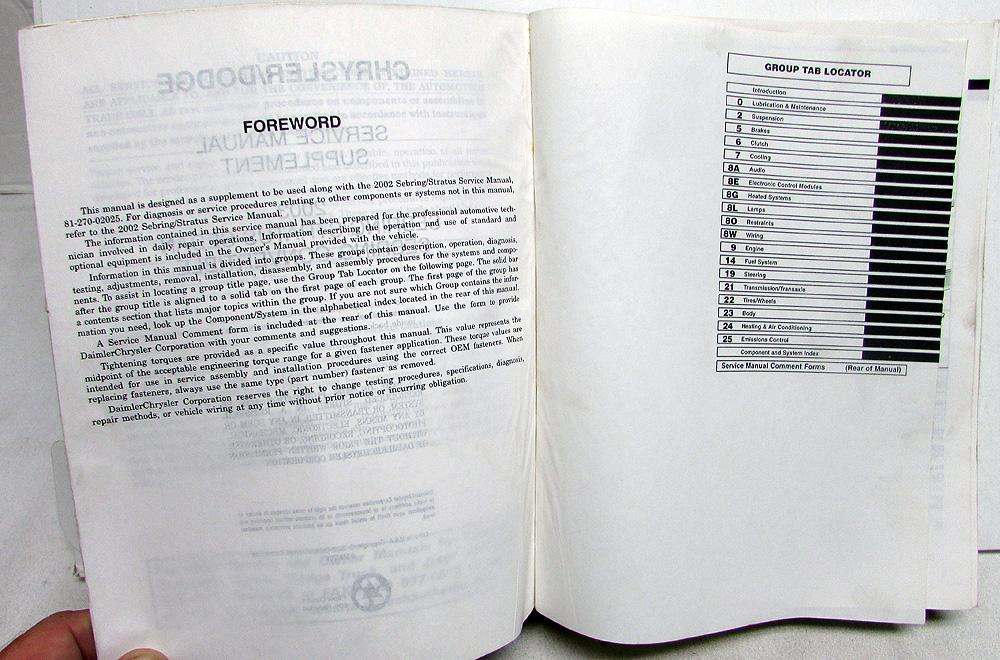 FOREWORD
This manual is designed as a supplement to be used along with the 2002 Sebring/Stratus Service Manual,
81-270-02025. For diagnosis or service procedures relating to other components or systems not in this manual,
refer to the 2002 Sebring/Stratus Service Manual.
The information contained in this service manual has been prepared for the professional automotive tech-
nician involved in daily repair operations. Information describing the operation and use of standard and
optional equipment is included in the Owner's Manual provided with the vehicle.
Information in this manual is divided into groups. These groups contain description, operation, diagnosis,
testing, adjustments, removal, installation, disassembly, and assembly procedures for the systems and compo-
nents. To assist in locating a group title page, use the Group Tab Locator on the following page. The solid bar
after the group title is aligned to a solid tab on the first page of each group. The first page of the group has
a contents section that lists major topics within the group. If you are not sure which Group contains the infor-
mation you need, look up the Component/System in the alphabetical index located in the rear of this manual.
A Service Manual Comment form is included at the rear of this manual. Use the form to provide
DaimlerChrysler Corporation with your comments and suggestions.
Tightening torques are provided as a specific value throughout this manual. This value represents the
midpoint of the acceptable engineering torque range for a given fastener application. These torque values are
intended for use in service assembly and installation procedures using the correct OEM fasteners. When
replacing fasteners, always use the same type (part number) fastener as removed.
DaimlerChrysler Corporation reserves the right to change testing procedures, specifications, diagnosis,
repair methods, or vehicle wiring at any time without prior notice or incurring obligation.
GROUP TAB LOCATOR
Introduction
0 Lubrication & Maintenance
2 Suspension
5 Brakes
6 Clutch
7 Cooling
8A Audio
8E Electronic Control Modules
8G Heated Systems
8L Lamps
8O Restraints
8W Wiring
9 Engine
14 Fuel System
19 Steering
21 Transmission/Transaxle
22 Tires/Wheels
23 Body
24 Heating & Air Conditioning
25 Emissions Control
Component and System Index
Service Manual Comment Forms (Rear of Manual)